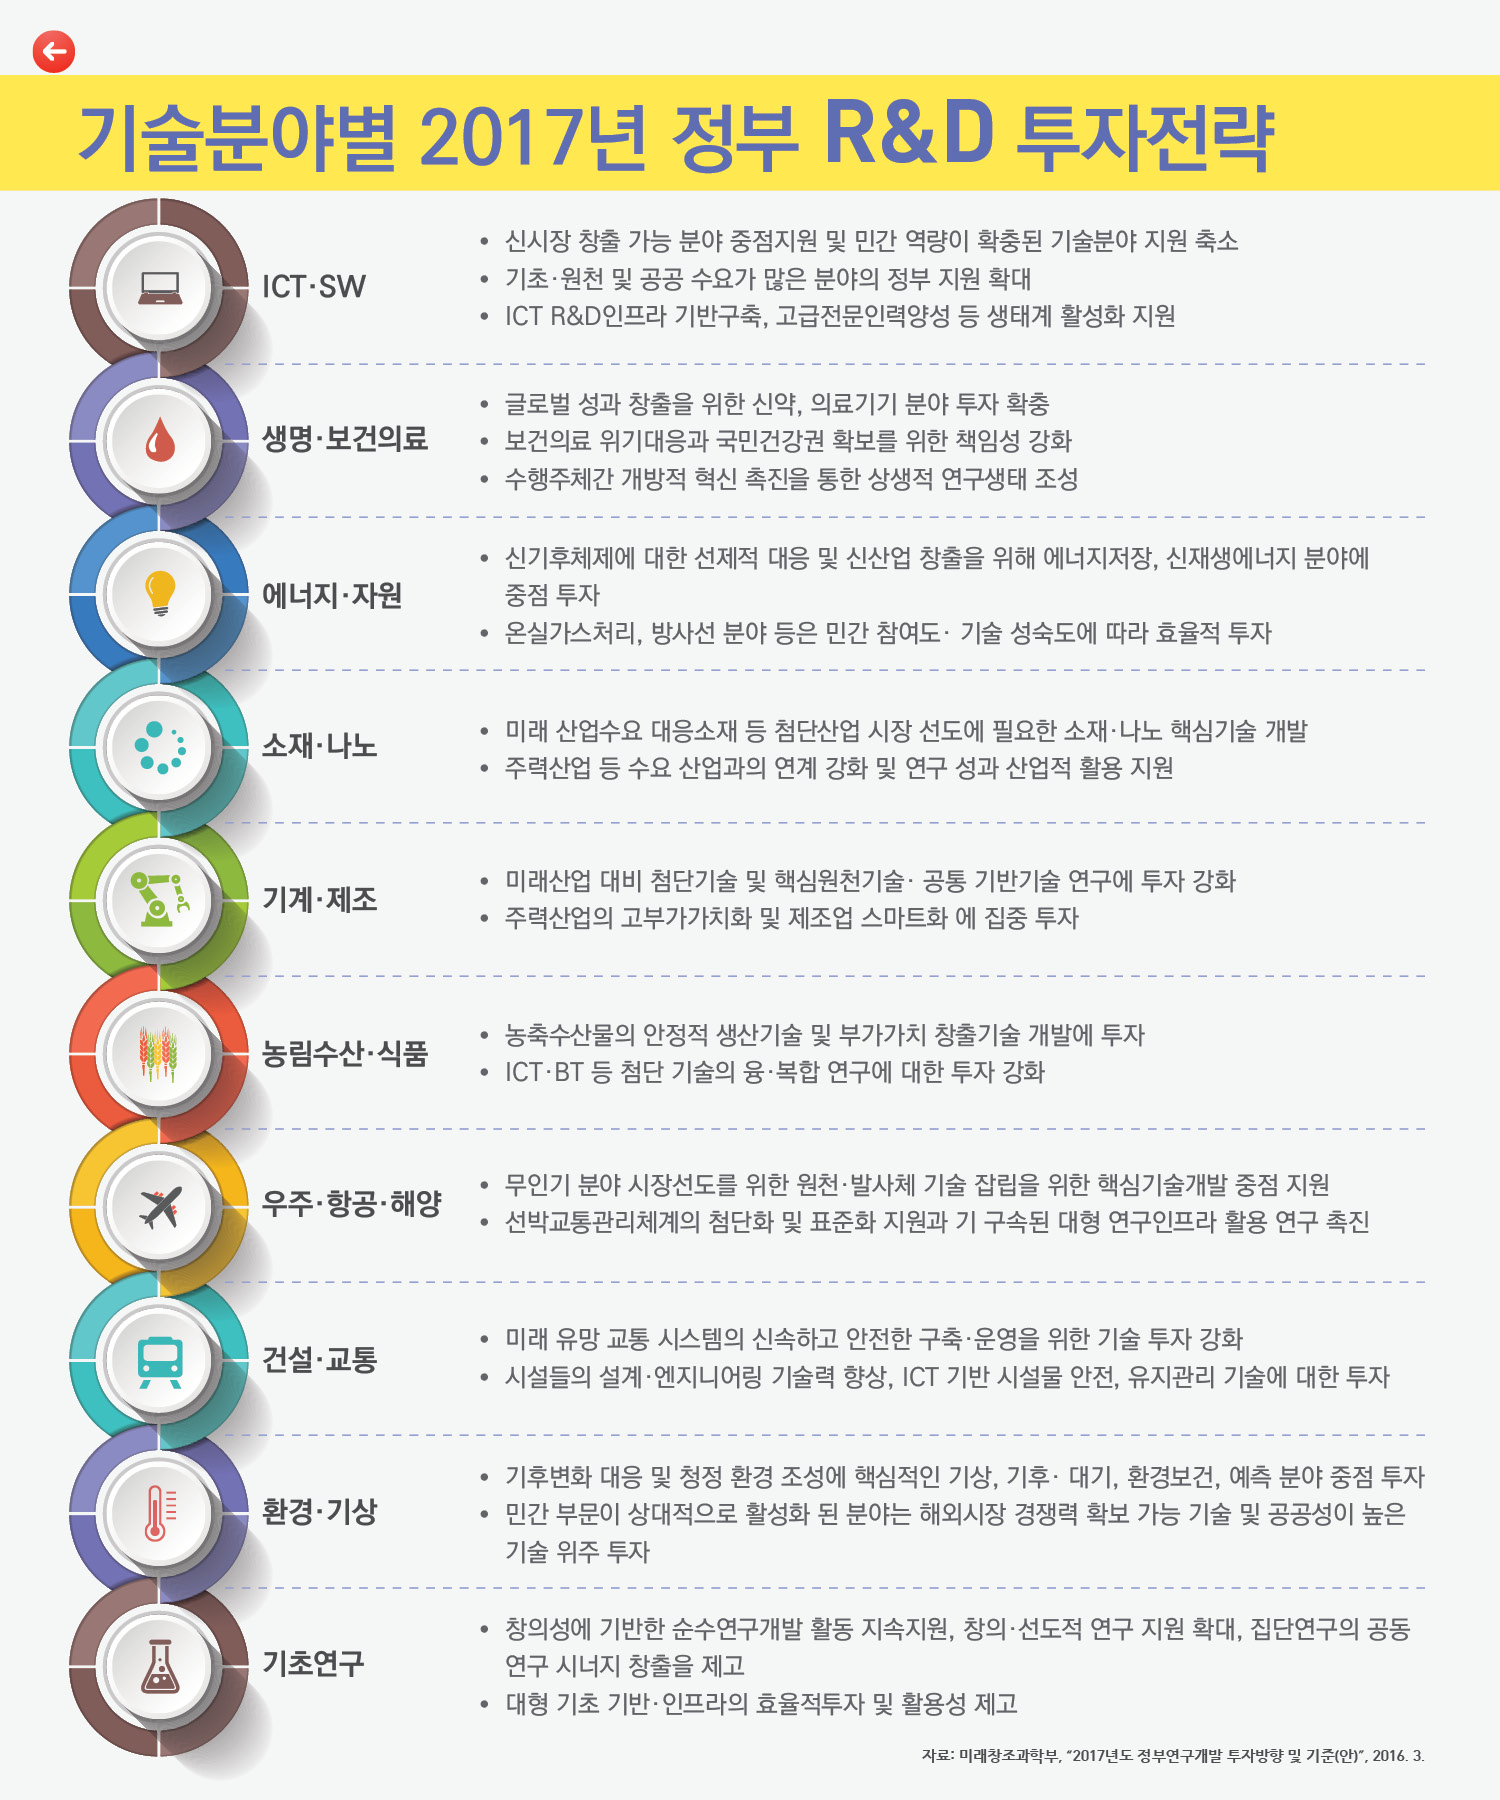 기술분야별 2017년 정부 R&D 투자전략
ICT·SW
• 신시장 창출 가능 분야 중점지원 및 민간 역량이 확충된 기술분야 지원 축소
• 기초·원천 및 공공 수요가 많은 분야의 정부 지원 확대
• ICT R&D인프라 기반구축, 고급전문인력양성 등 생태계 활성화 지원
생명·보건의료
• 글로벌 성과 창출을 위한 신약, 의료기기 분야 투자 확충
• 보건의료 위기대응과 국민건강권 확보를 위한 책임성 강화
• 수행주체간 개방적 혁신 촉진을 통한 상생적 연구생태 조성
에너지·자원
• 신기후체제에 대한 선제적 대응 및 신산업 창출을 위해 에너지저장, 신재생에너지 분야에
중점 투자
• 온실가스처리, 방사선 분야 등은 민간 참여도· 기술 성숙도에 따라 효율적 투자
소재·나노
• 미래 산업수요 대응소재 등 첨단산업 시장 선도에 필요한 소재·나노 핵심기술 개발
• 주력산업 등 수요 산업과의 연계 강화 및 연구 성과 산업적 활용 지원
기계·제조
• 미래산업 대비 첨단기술 및 핵심원천기술· 공통 기반기술 연구에 투자 강화
• 주력산업의 고부가가치화 및 제조업 스마트화 에 집중 투자
농림수산·식품
• 농축수산물의 안정적 생산기술 및 부가가치 창출기술 개발에 투자
• ICT·BT 등 첨단 기술의 융·복합 연구에 대한 투자 강화
우주·항공·해양
• 무인기 분야 시장선도를 위한 원천·발사체 기술 잡립을 위한 핵심기술개발 중점 지원
• 선박교통관리체계의 첨단화 및 표준화 지원과 기 구속된 대형 연구인프라 활용 연구 촉진
건설·교통
• 미래 유망 교통 시스템의 신속하고 안전한 구축·운영을 위한 기술 투자 강화
• 시설들의 설계·엔지니어링 기술력 향상, ICT 기반 시설물 안전, 유지관리 기술에 대한 투자
환경·기상
• 기후변화 대응 및 청정 환경 조성에 핵심적인 기상, 기후· 대기, 환경보건, 예측 분야 중점 투자
• 민간 부문이 상대적으로 활성화 된 분야는 해외시장 경쟁력 확보 가능 기술 및 공공성이 높은
기술 위주 투자
기초연구
• 창의성에 기반한 순수연구개발 활동 지속지원, 창의·선도적 연구 지원 확대, 집단연구의 공동
연구 시너지 창출을 제고
• 대형 기초 기반·인프라의 효율적투자 및 활용성 제고
자료: 미래창조과학부, “2017년도 정부연구개발 투자방향 및 기준(안)”, 2016. 3.